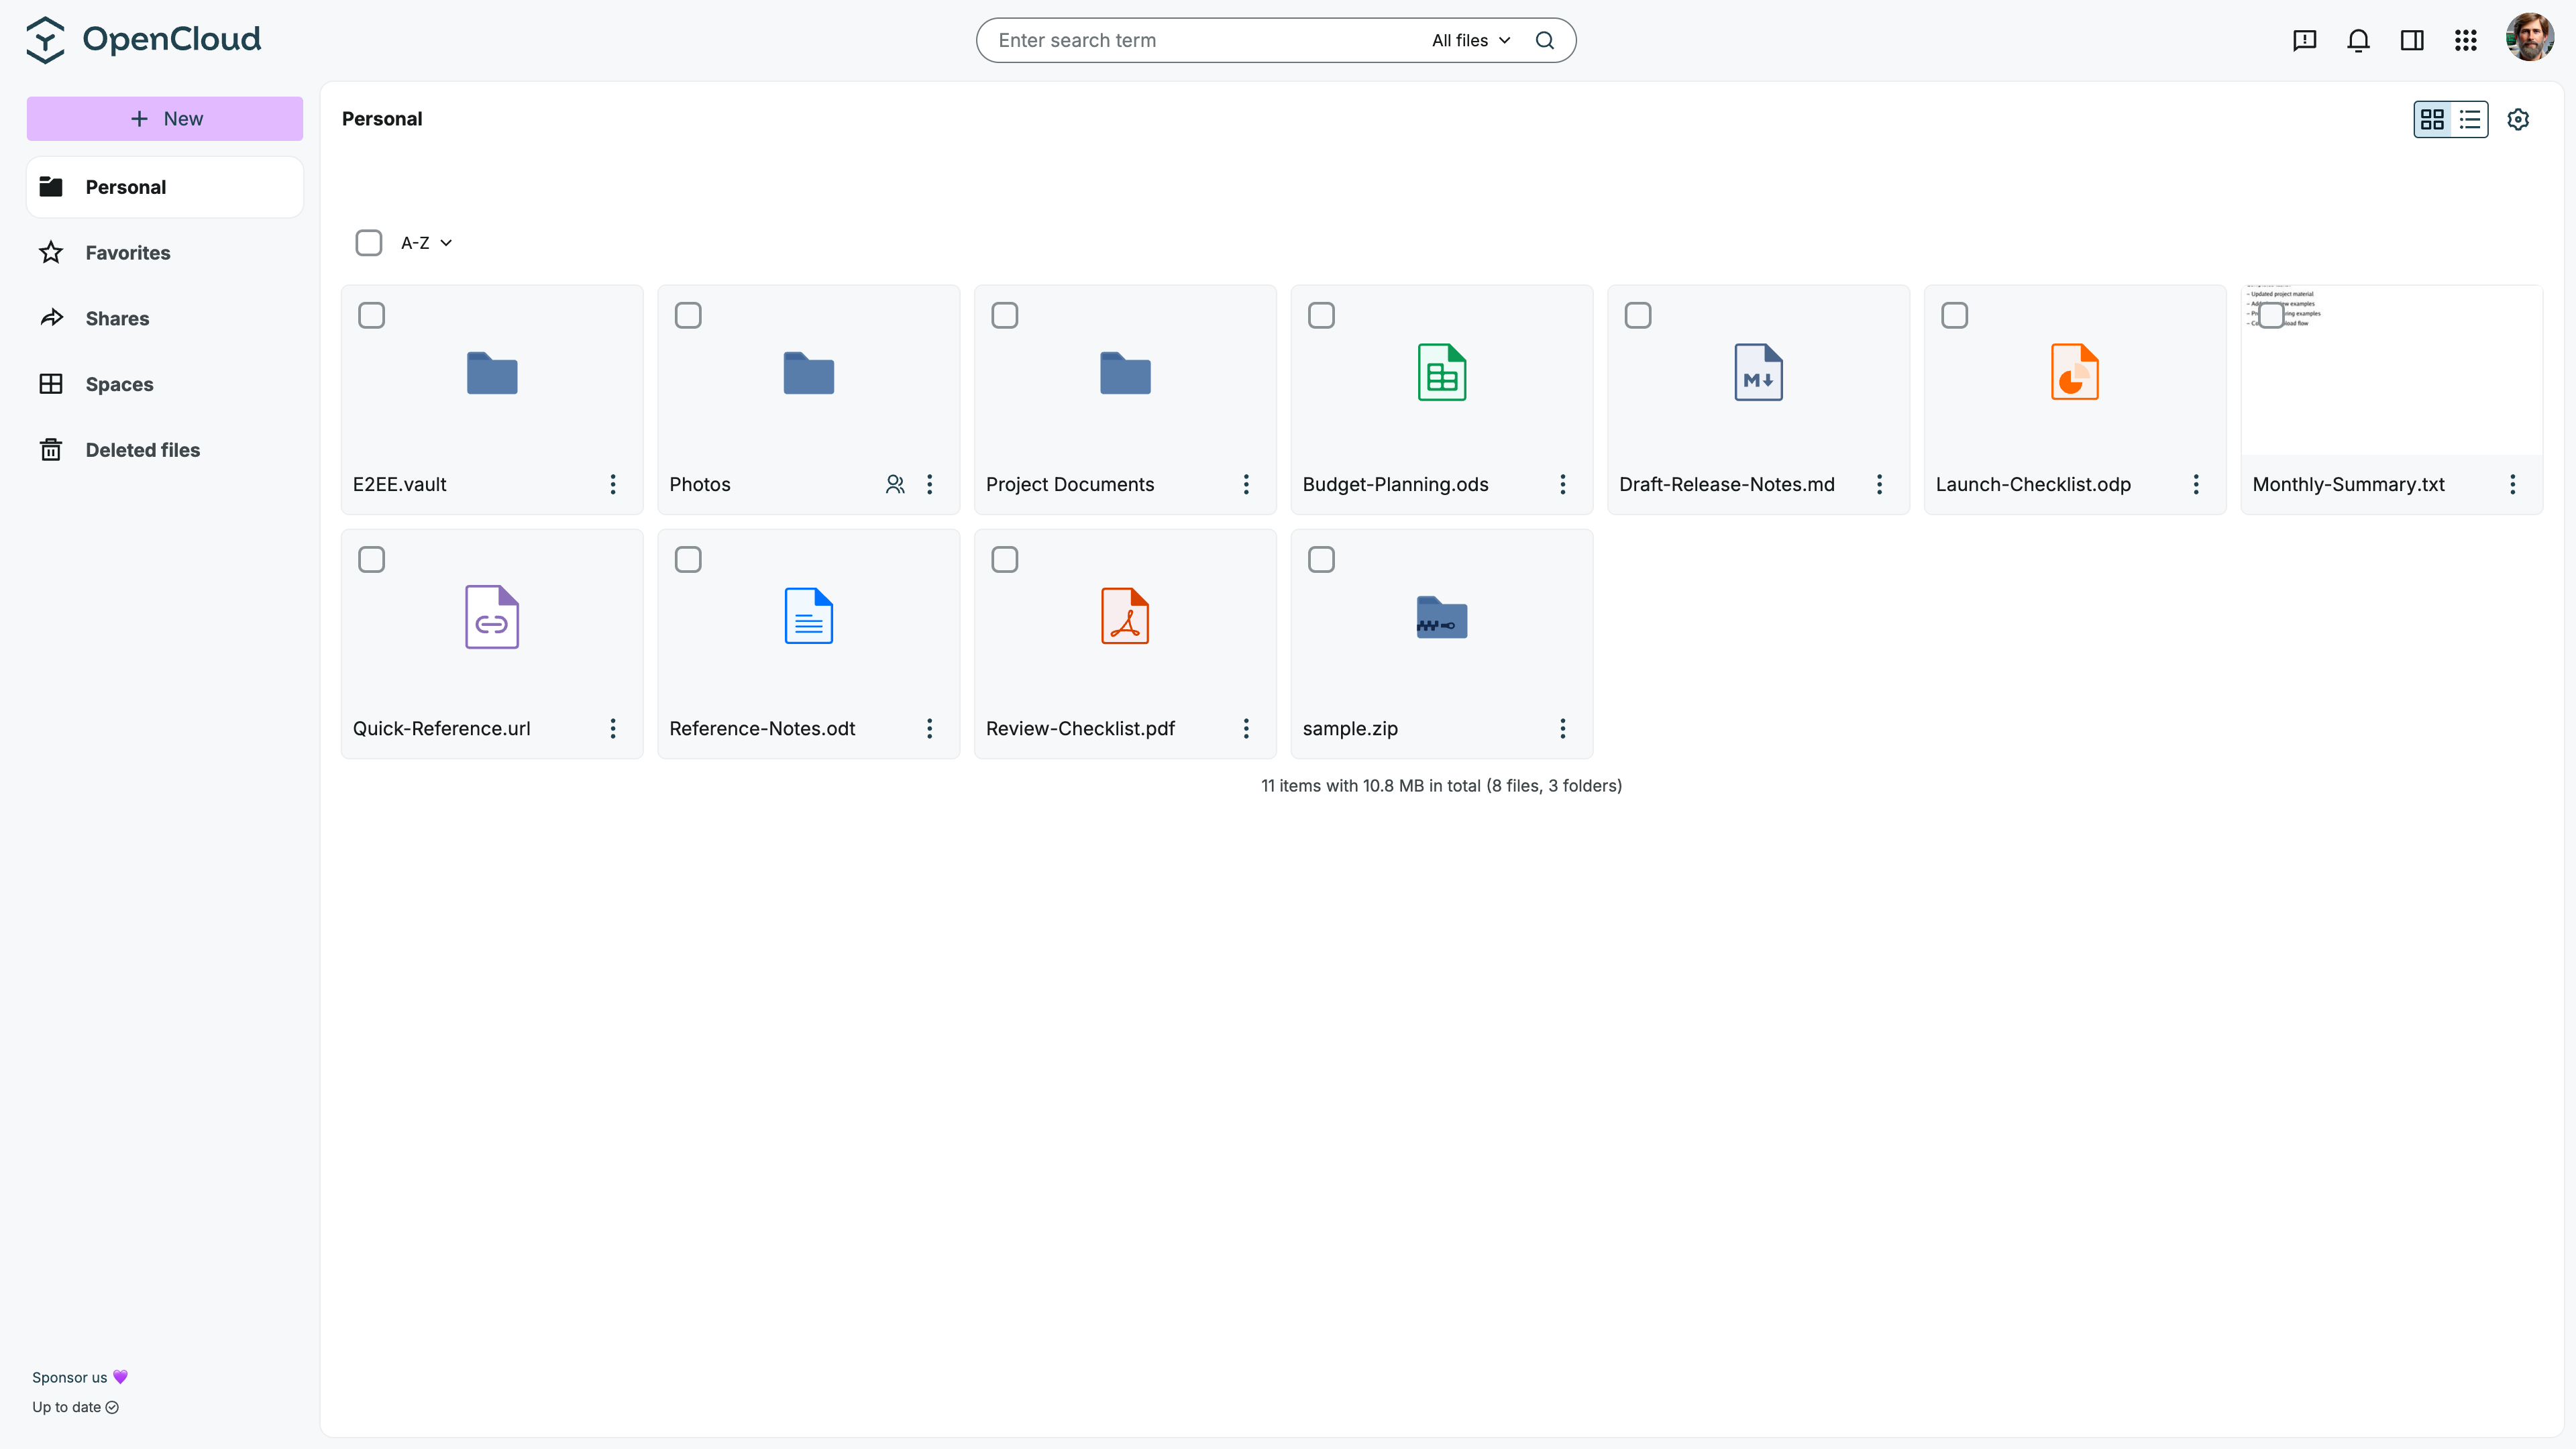 OpenCloud
Enter search term
All files
New
Personal
Favorites
Shares
Spaces
Deleted files
Personal
A-Z
E2EE.vault
Photos
Project Documents
Budget-Planning.ods
M
Draft-Release-Notes.md
Launch-Checklist.odp
– Updated project material
Monthly-Summary.txt
Quick-Reference.url
Reference-Notes.odt
Review-Checklist.pdf
sample.zip
11 items with 10.8 MB in total (8 files, 3 folders)
Sponsor us 💜
Up to date